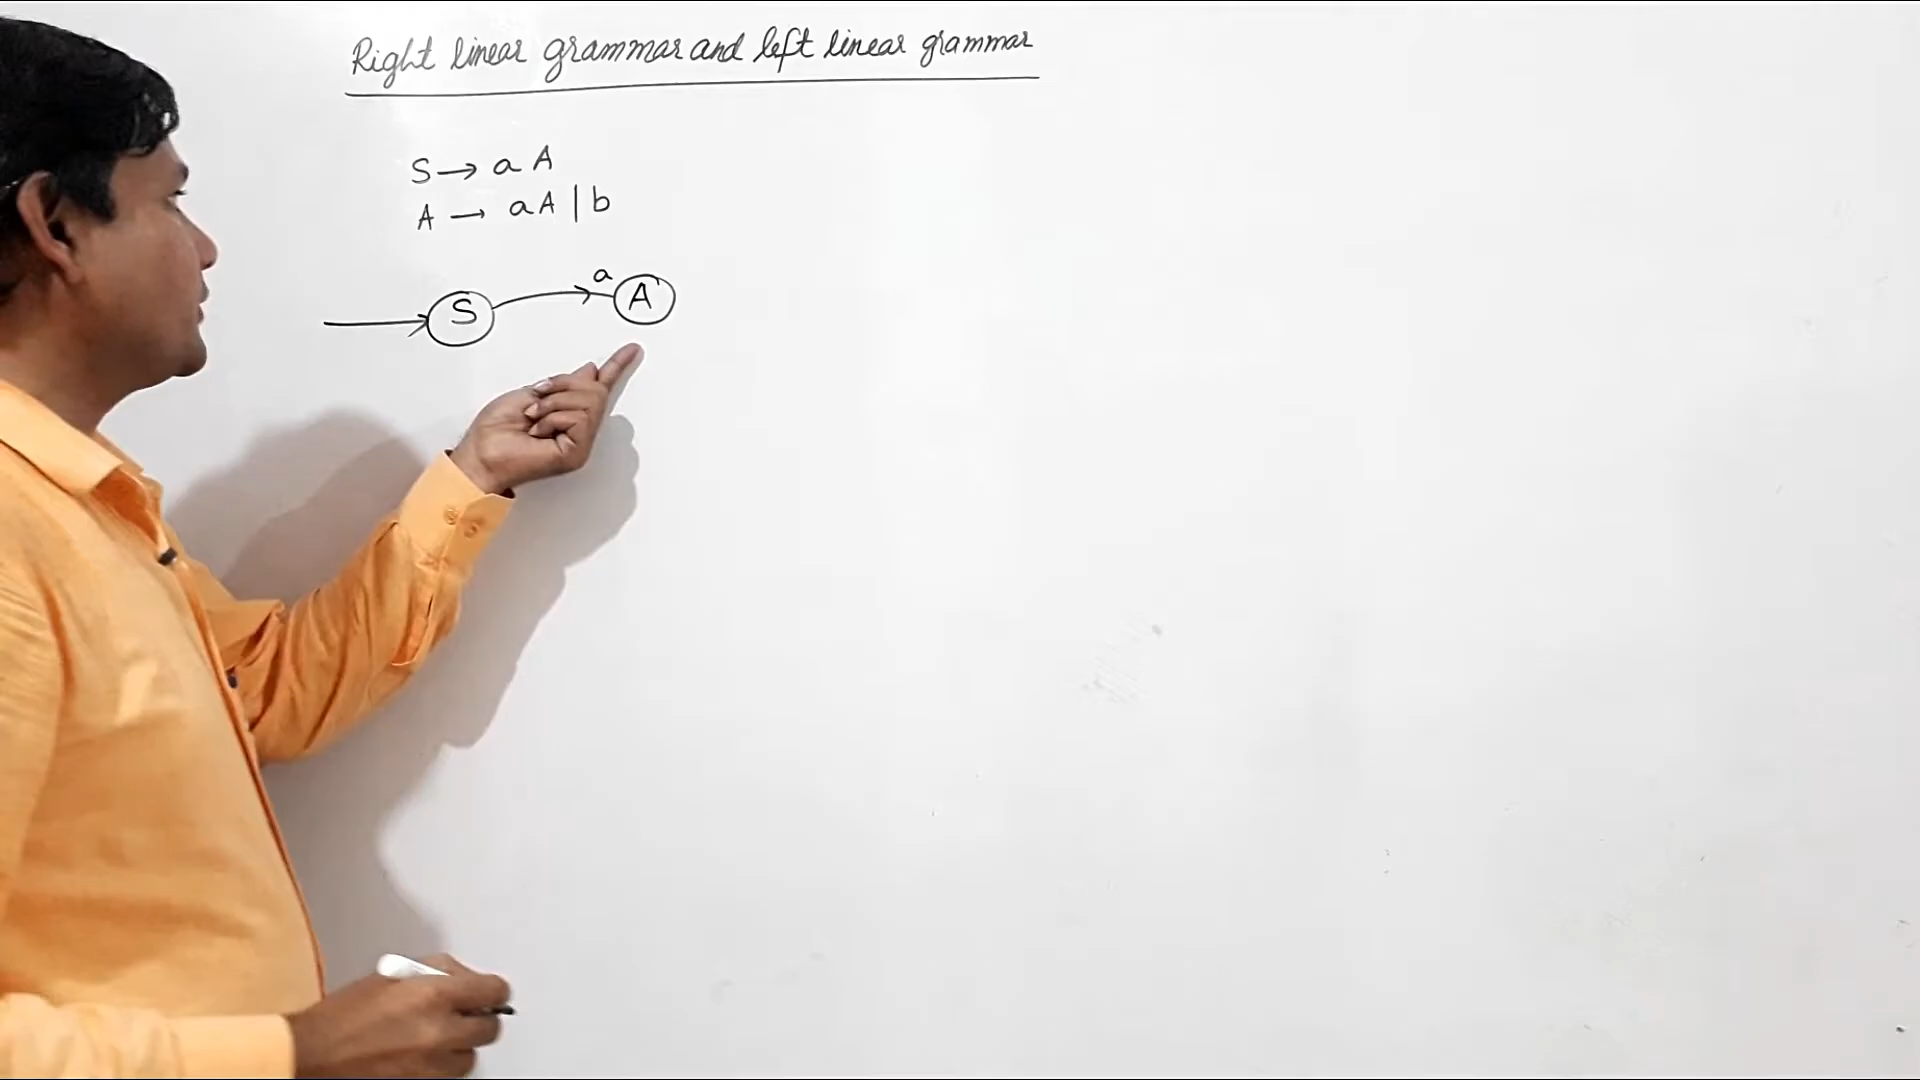 Right linear grammar and left linear grammar
S → a A
A → aA | b
S a A